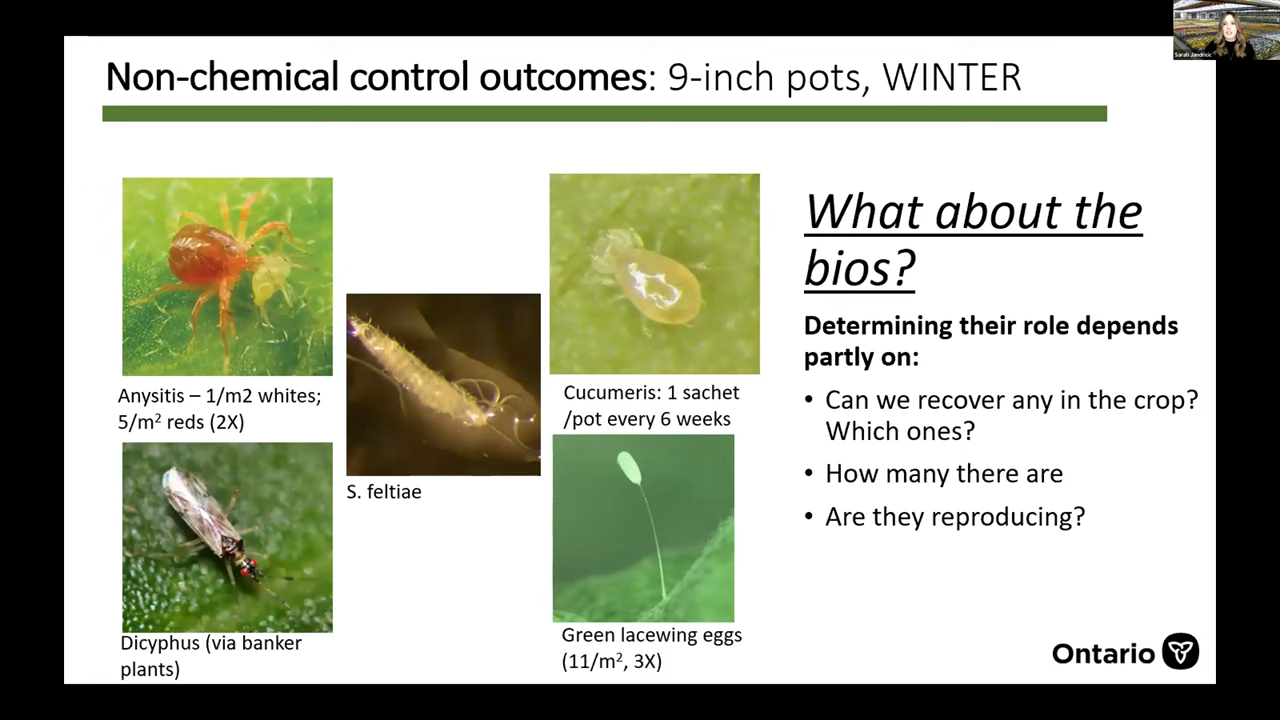 Non-chemical control outcomes: 9-inch pots, WINTER
Sarah Jandricic
What about the
bios?
Determining their role depends
partly on:
• Can we recover any in the crop?
Which ones?
• How many there are
• Are they reproducing?
Anysitis – 1/m2 whites;
5/m² reds (2X)
S. feltiae
Cucumeris: 1 sachet
/pot every 6 weeks
Dicyphus (via banker
plants)
Green lacewing eggs
(11/m², 3X)
Ontario